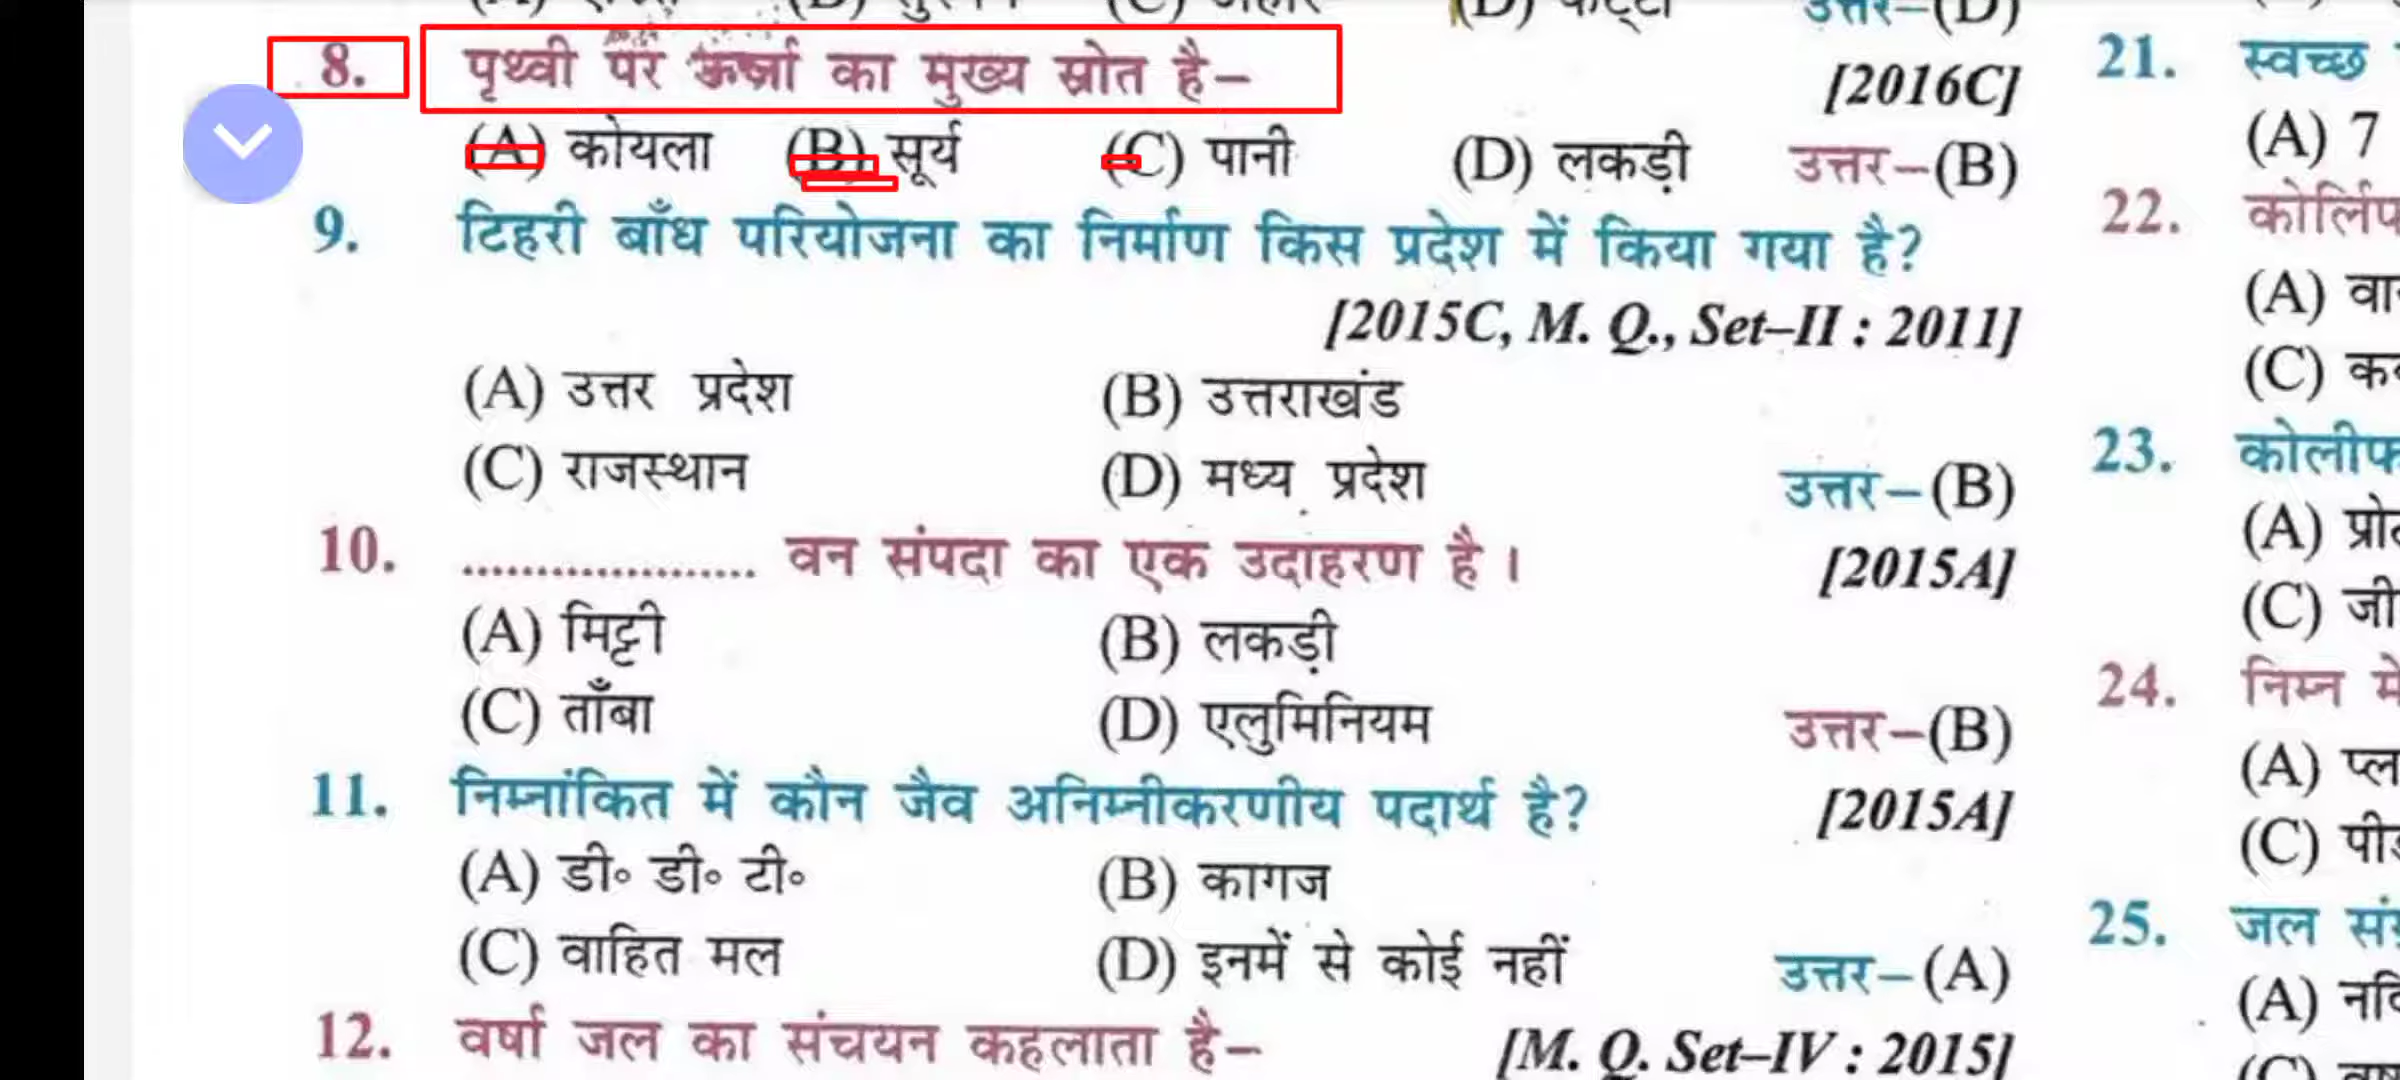 8. पृथ्वी पर ऊर्जा का मुख्य स्रोत है– [2016C]
(A) कोयला (B) सूर्य (C) पानी (D) लकड़ी उत्तर–(B)
9. टिहरी बाँध परियोजना का निर्माण किस प्रदेश में किया गया है?
[2015C, M. Q., Set–II : 2011]
(A) उत्तर प्रदेश (B) उत्तराखंड
(C) राजस्थान (D) मध्य प्रदेश उत्तर–(B)
10. .................... वन संपदा का एक उदाहरण है। [2015A]
(A) मिट्टी (B) लकड़ी
(C) ताँबा (D) एलुमिनियम उत्तर–(B)
11. निम्नांकित में कौन जैव अनिम्नीकरणीय पदार्थ है? [2015A]
(A) डी॰ डी॰ टी॰ (B) कागज
(C) वाहित मल (D) इनमें से कोई नहीं उत्तर–(A)
12. वर्षा जल का संचयन कहलाता है– [M. Q. Set–IV : 2015]
21. स्वच्छ
(A) 7
22.
(A)
(C)
23.
(A)
(C)
24. निम्न
(A)
(C)
25. जल
(A)